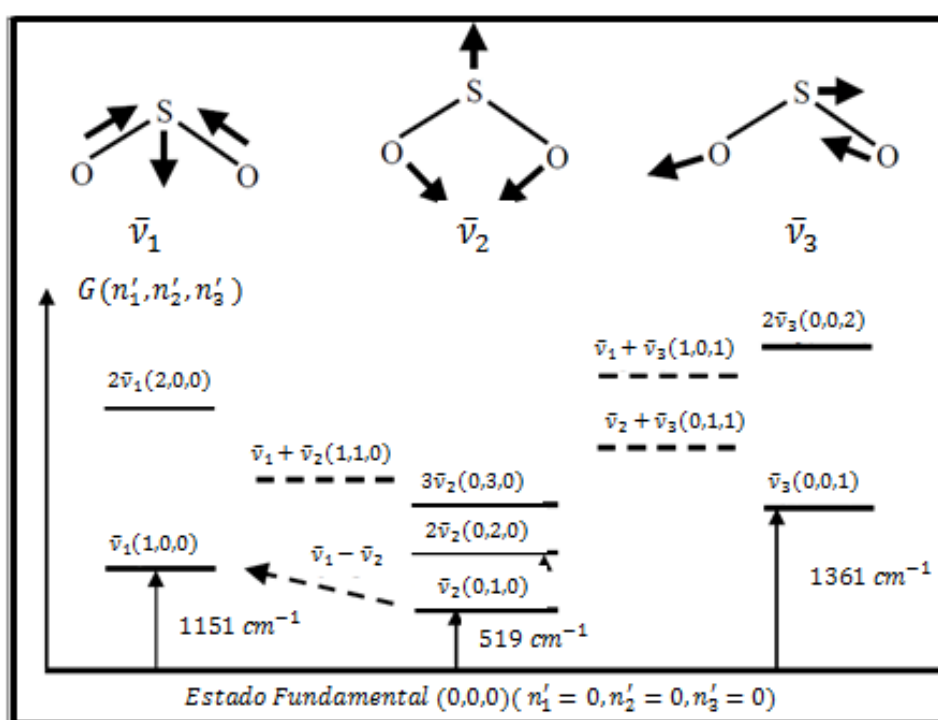 S S S
O O O O O O
ν̄₁ ν̄₂ ν̄₃
G(n′₁,n′₂,n′₃)
2ν̄₃(0,0,2)
ν̄₁ + ν̄₃(1,0,1)
2ν̄₁(2,0,0)
ν̄₂ + ν̄₃(0,1,1)
ν̄₁ + ν̄₂(1,1,0)
3ν̄₂(0,3,0) ν̄₃(0,0,1)
2ν̄₂(0,2,0)
ν̄₁(1,0,0) ν̄₁ − ν̄₂
ν̄₂(0,1,0) 1361 cm⁻¹
1151 cm⁻¹ 519 cm⁻¹
Estado Fundamental (0,0,0)( n′₁ = 0, n′₂ = 0, n′₃ = 0)